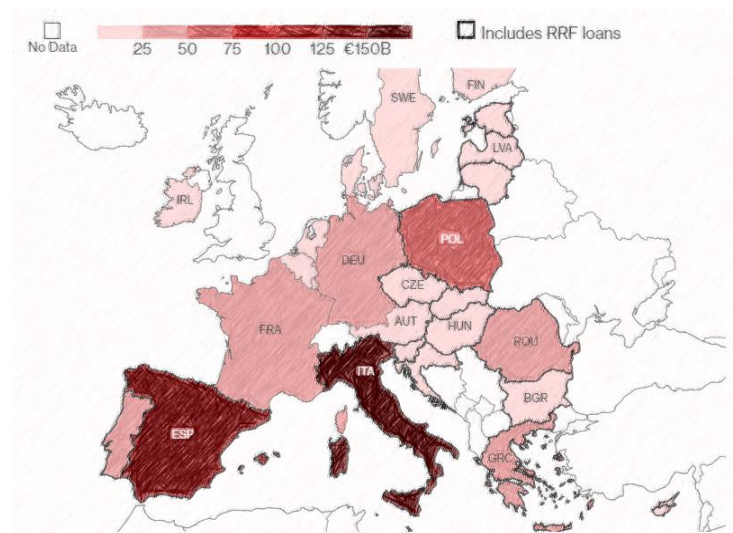 No Data
25 50 75 100 125 €150B
Includes RRF loans
FIN
SWE
LVA
IRL
POL
DEU
CZE
AUT
HUN
FRA
ROU
ITA
BGR
ESP
GRC